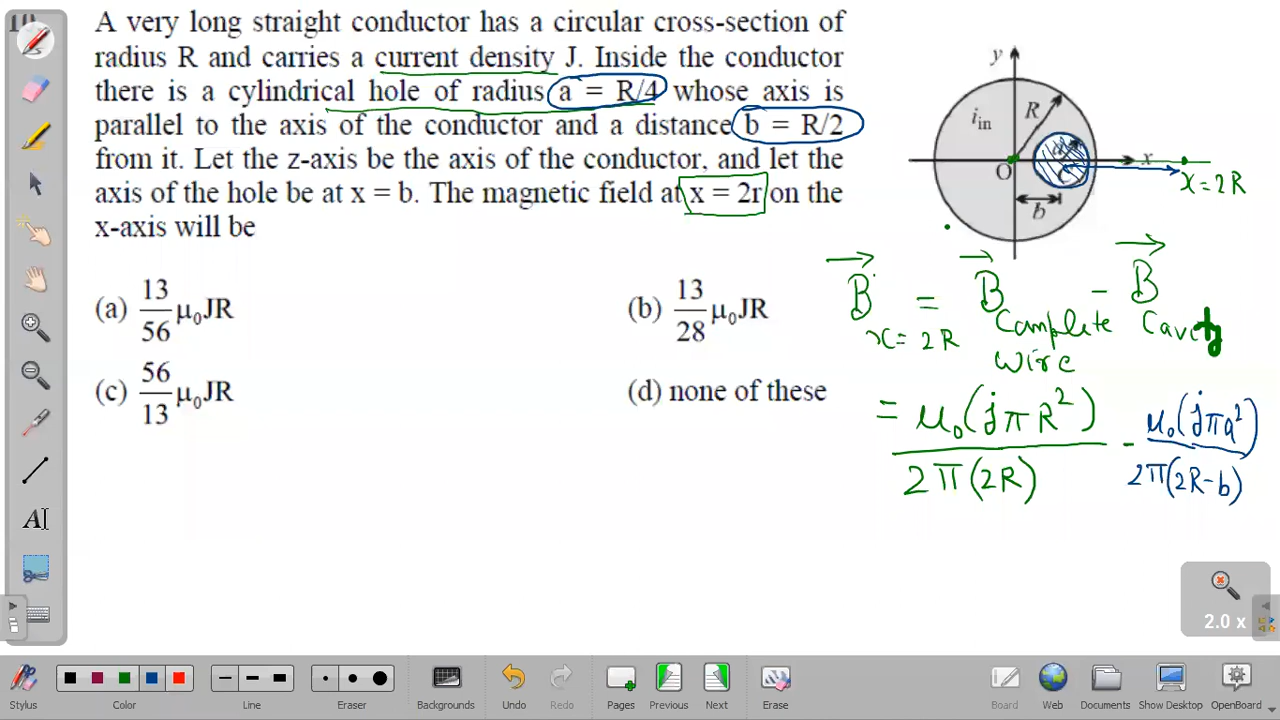 A very long straight conductor has a circular cross-section of
radius R and carries a current density J. Inside the conductor
there is a cylindrical hole of radius a = R/4 whose axis is
parallel to the axis of the conductor and a distance b = R/2
from it. Let the z-axis be the axis of the conductor, and let the
axis of the hole be at x = b. The magnetic field at x = 2r on the
x-axis will be
(a) 13/56 μ₀JR
(b) 13/28 μ₀JR
(c) 56/13 μ₀JR
(d) none of these
y
R
i_in
a
x
O
C
b
x=2R
B⃗ x=2R = B⃗ Complete wire - B⃗ Cavity
= μ₀(jπR²)/2π(2R) - μ₀(jπa²)/2π(2R-b)
2.0 x
Stylus
Color
Line
Eraser
Backgrounds
Undo
Redo
Pages
Previous
Next
Erase
Board
Web
Documents
Show Desktop
OpenBoard